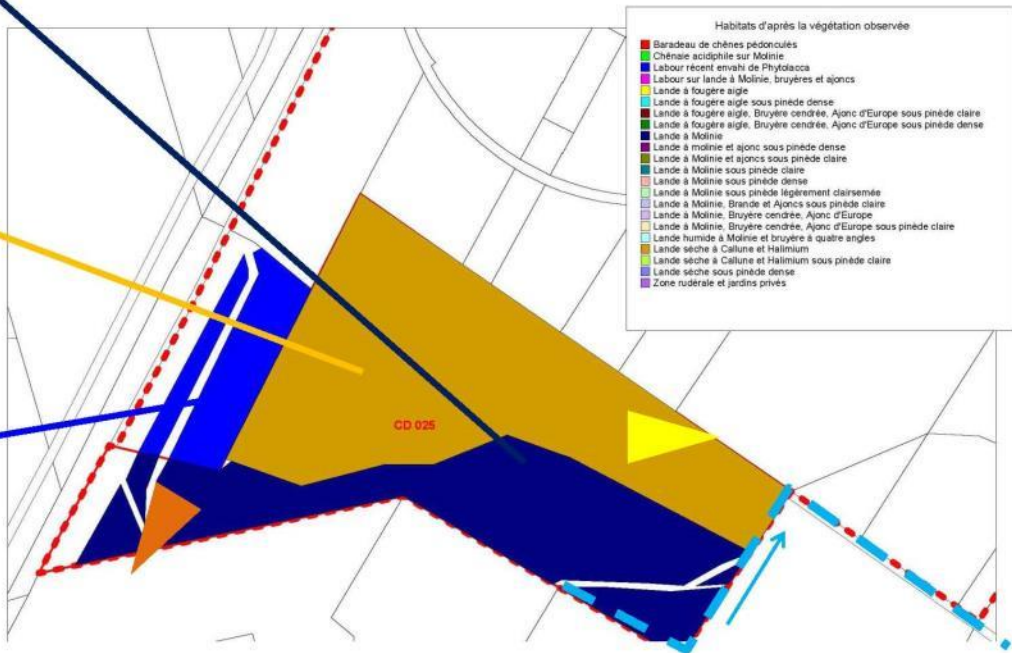 Habitats d'après la végétation observée
Baradeau de chênes pédonculés
Chênaie acidiphile sur Molinie
Labour récent envahi de Phytolacca
Labour sur lande à Molinie, bruyères et ajoncs
Lande à fougère aigle
Lande à fougère aigle sous pinède dense
Lande à fougère aigle, Bruyère cendrée, Ajonc d'Europe sous pinède claire
Lande à fougère aigle, Bruyère cendrée, Ajonc d'Europe sous pinède dense
Lande à Molinie
Lande à molinie et ajonc sous pinède dense
Lande à Molinie et ajoncs sous pinède claire
Lande à Molinie sous pinède claire
Lande à Molinie sous pinède dense
Lande à Molinie sous pinède légèrement clairsemée
Lande à Molinie, Brande et Ajoncs sous pinède claire
Lande à Molinie, Bruyère cendrée, Ajonc d'Europe
Lande à Molinie, Bruyère cendrée, Ajonc d'Europe sous pinède claire
Lande humide à Molinie et bruyère à quatre angles
Lande sèche à Callune et Halimium
Lande sèche à Callune et Halimium sous pinède claire
Lande sèche sous pinède dense
Zone rudérale et jardins privés
CD 025